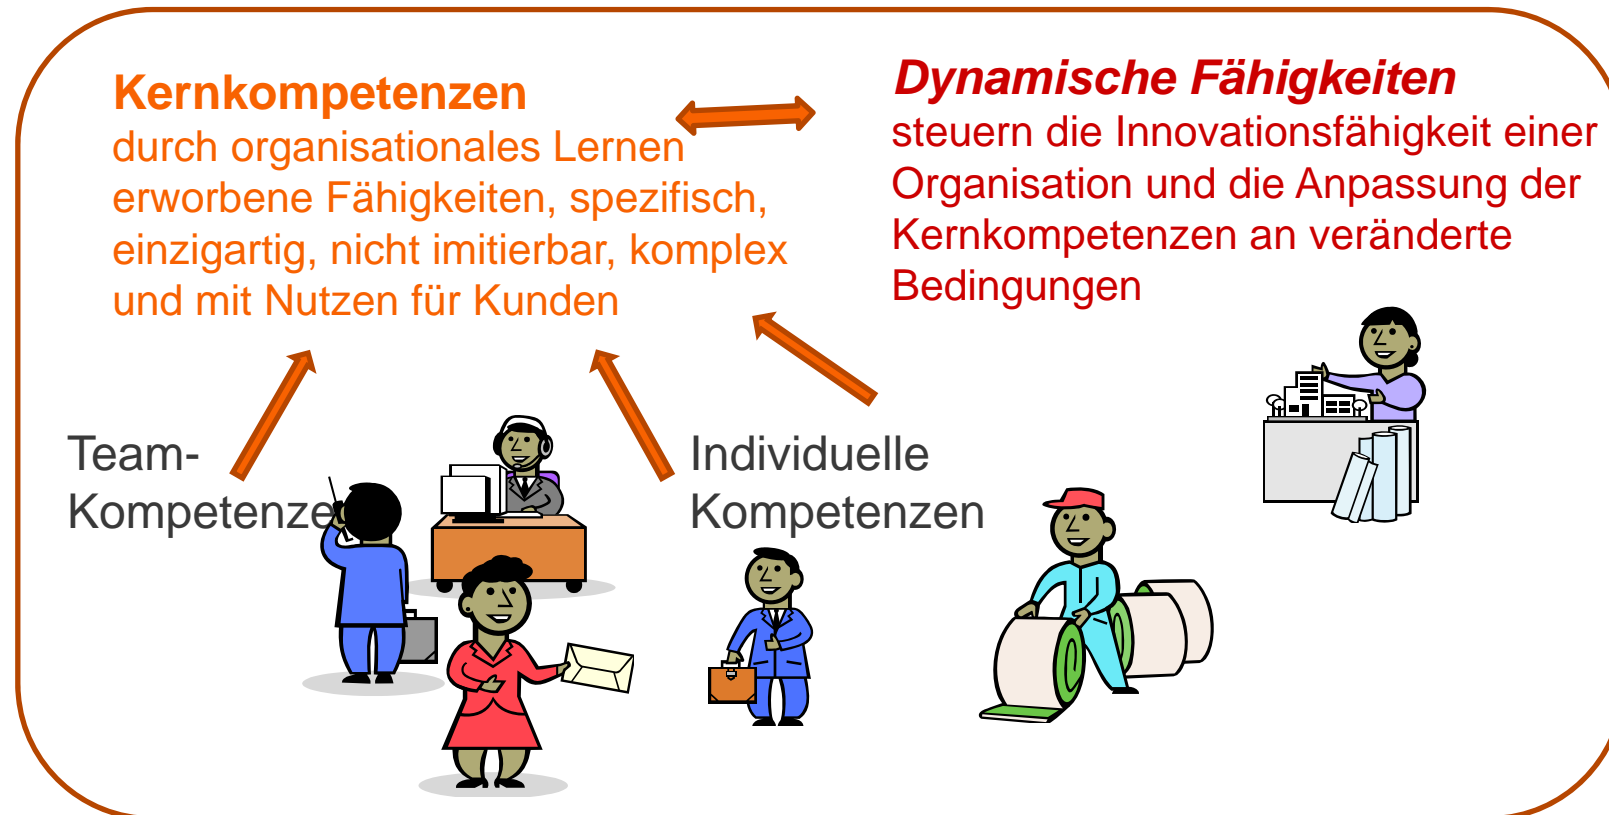 Kernkompetenzen
durch organisationales Lernen
erworbene Fähigkeiten, spezifisch,
einzigartig, nicht imitierbar, komplex
und mit Nutzen für Kunden
Dynamische Fähigkeiten
steuern die Innovationsfähigkeit einer
Organisation und die Anpassung der
Kernkompetenzen an veränderte
Bedingungen
Team-
Kompetenze
Individuelle
Kompetenzen